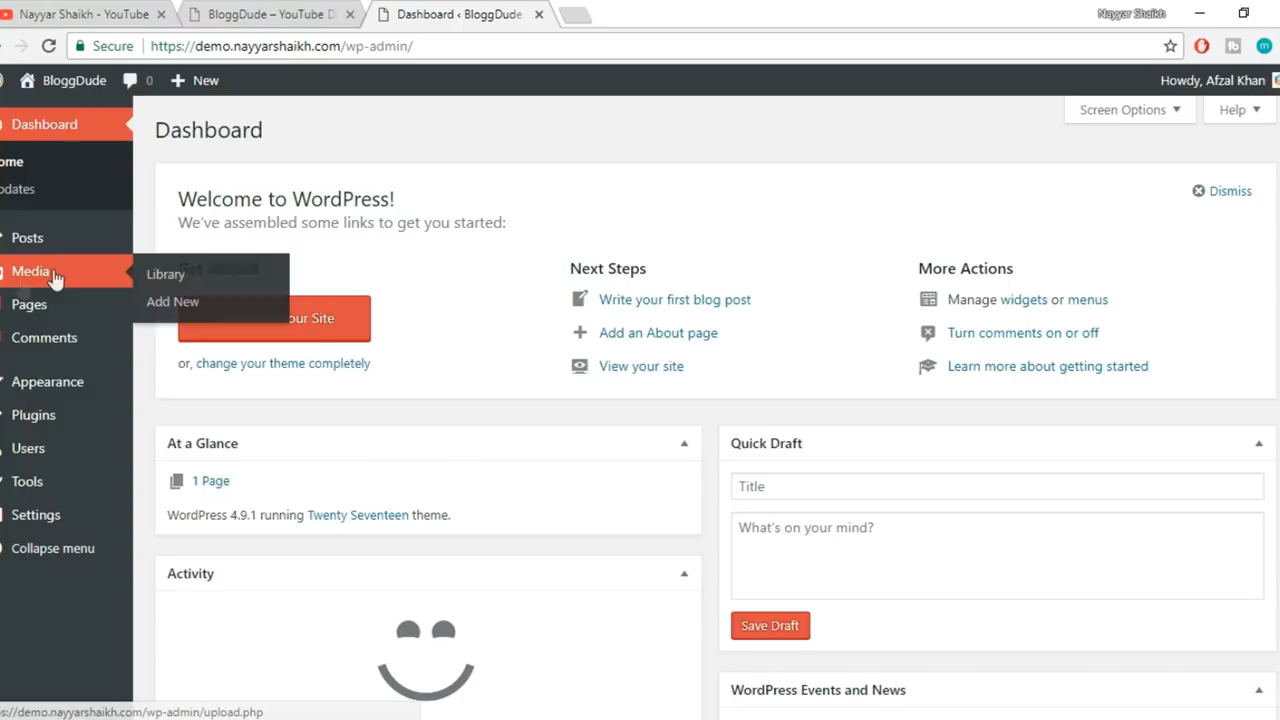 Nayyar Shaikh - YouTube
BloggDude – YouTube D
Dashboard ‹ BloggDude
Nayyar Shaikh
Secure
https://demo.nayyarshaikh.com/wp-admin/
BloggDude
0
New
Howdy, Afzal Khan
Dashboard
ome
pdates
Posts
Media
Pages
Comments
Appearance
Plugins
Users
Tools
Settings
Collapse menu
Library
Add New
Dashboard
Screen Options
Help
Welcome to WordPress!
We've assembled some links to get you started:
Dismiss
our Site
or, change your theme completely
Next Steps
Write your first blog post
Add an About page
View your site
More Actions
Manage widgets or menus
Turn comments on or off
Learn more about getting started
At a Glance
1 Page
WordPress 4.9.1 running Twenty Seventeen theme.
Activity
Quick Draft
Title
What's on your mind?
Save Draft
WordPress Events and News
s://demo.nayyarshaikh.com/wp-admin/upload.php